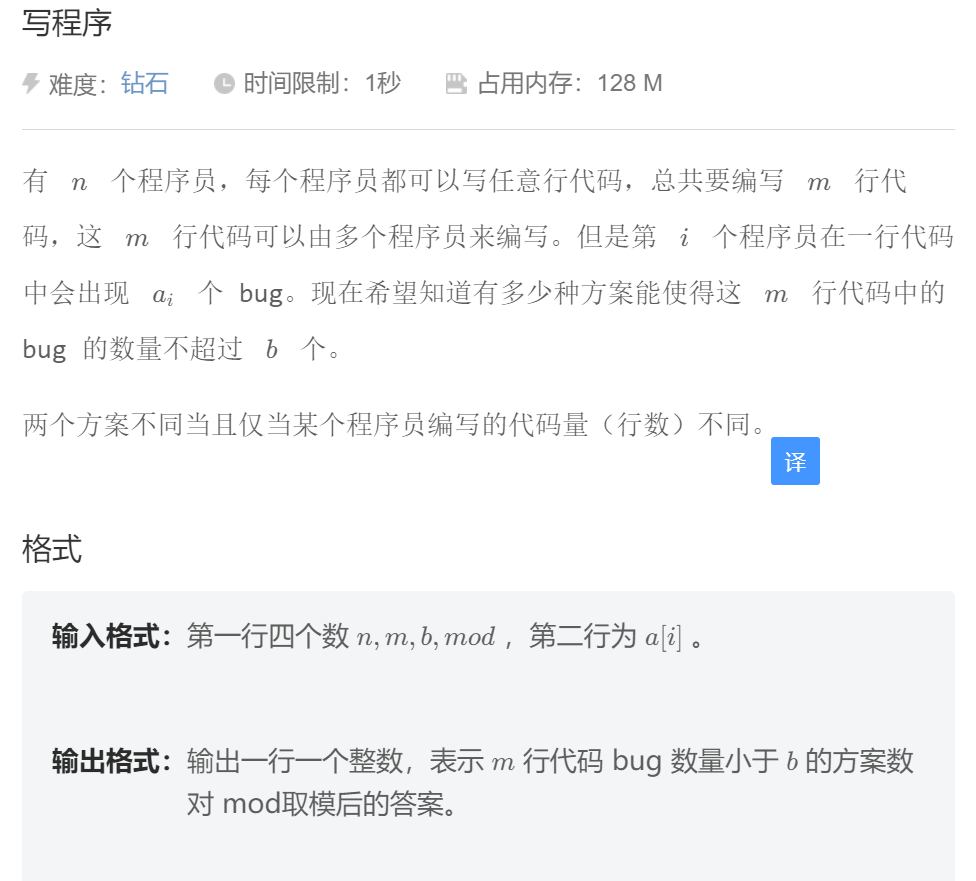 写程序
难度：钻石 时间限制：1秒 占用内存：128 M
有 n 个程序员，每个程序员都可以写任意行代码，总共要编写 m 行代
码，这 m 行代码可以由多个程序员来编写。但是第 i 个程序员在一行代码
中会出现 a_i 个 bug。现在希望知道有多少种方案能使得这 m 行代码中的
bug 的数量不超过 b 个。
两个方案不同当且仅当某个程序员编写的代码量（行数）不同。
译
格式
输入格式：第一行四个数 n, m, b, mod ，第二行为 a[i] 。
输出格式：输出一行一个整数，表示 m 行代码 bug 数量小于 b 的方案数
对 mod取模后的答案。